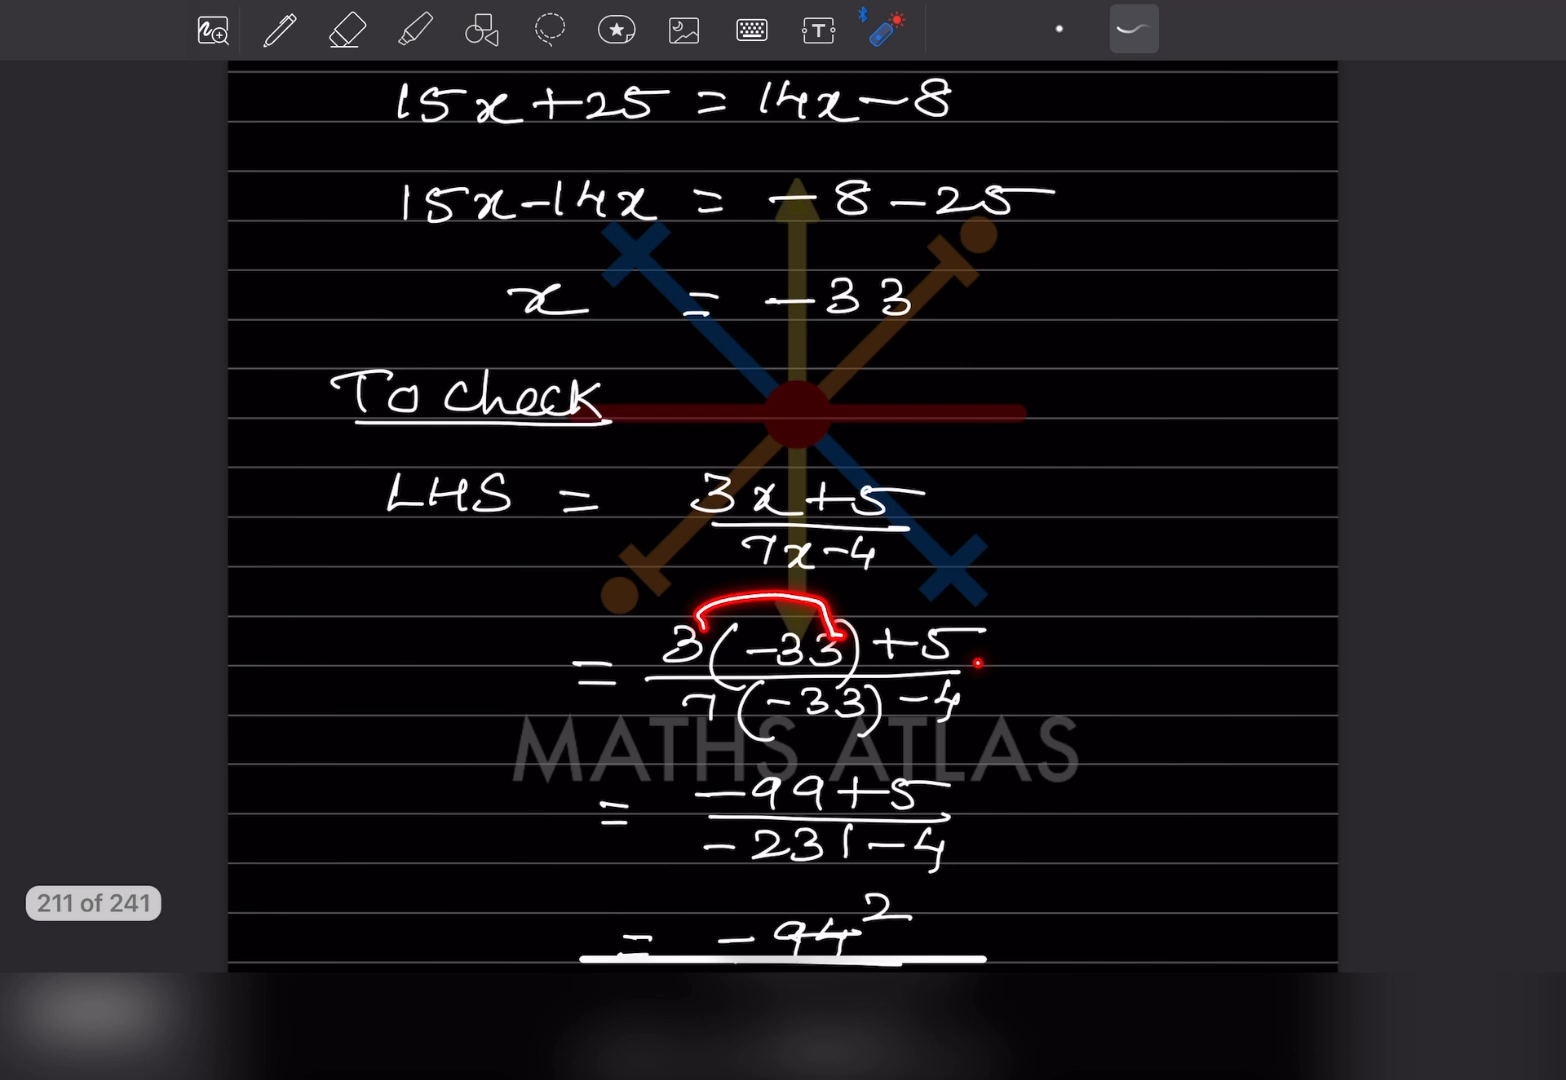 15x+25 = 14x-8
15x-14x = -8-25
x = -33
To check
LHS = 3x+5
7x-4
= 3(-33)+5
7(-33)-4
MATHS ATLAS
= -99+5
-231-4
211 of 241
= -94 2